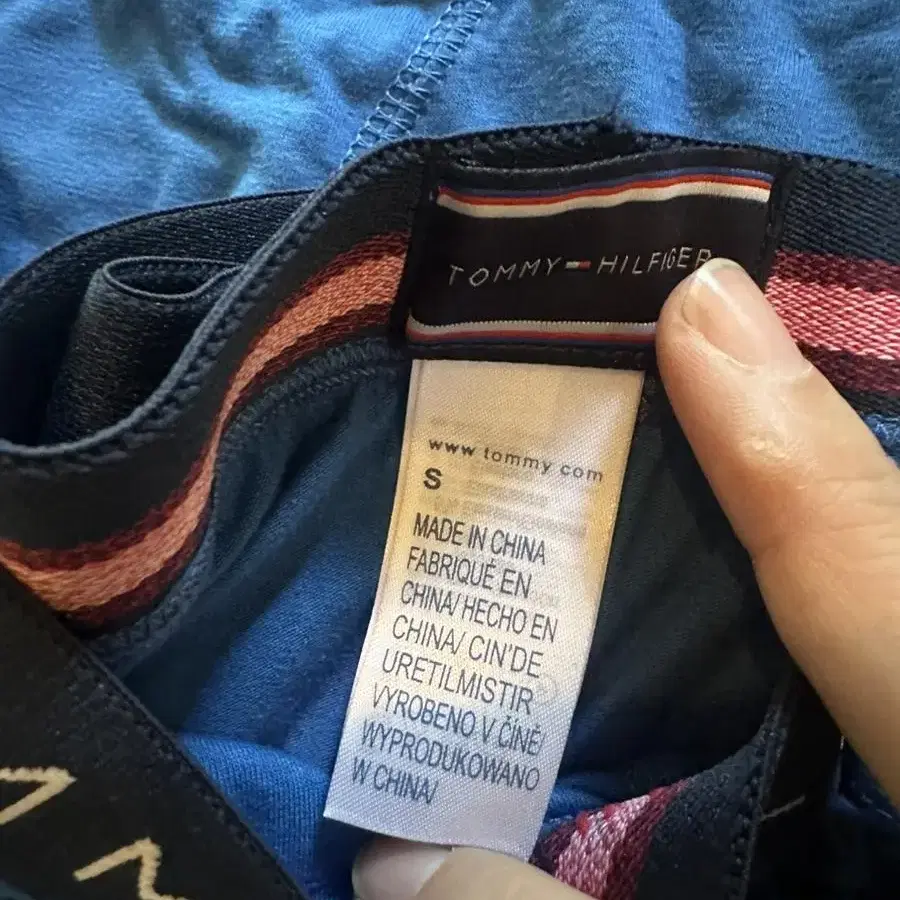 TOMMY HILFIGER
www.tommy.com
S
MADE IN CHINA
FABRIQUÉ EN
CHINA/ HECHO EN
CHINA/ CIN'DE
URETILMISTIR
VYROBENO V ČÍNĚ/
WYPRODUKOWANO
W CHINA/